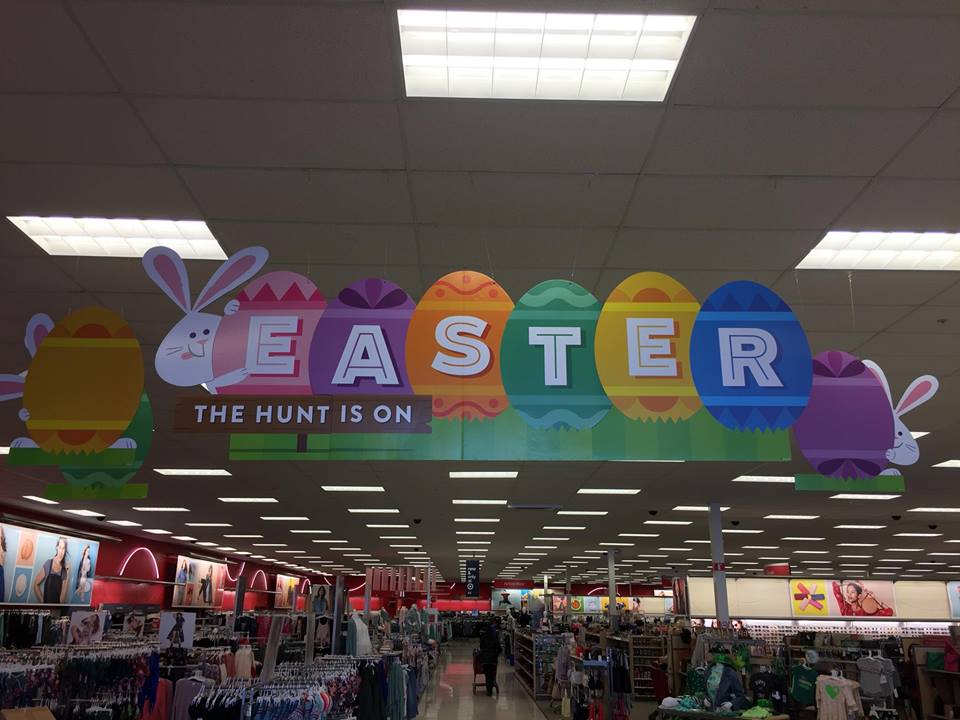 EASTER
THE HUNT IS ON